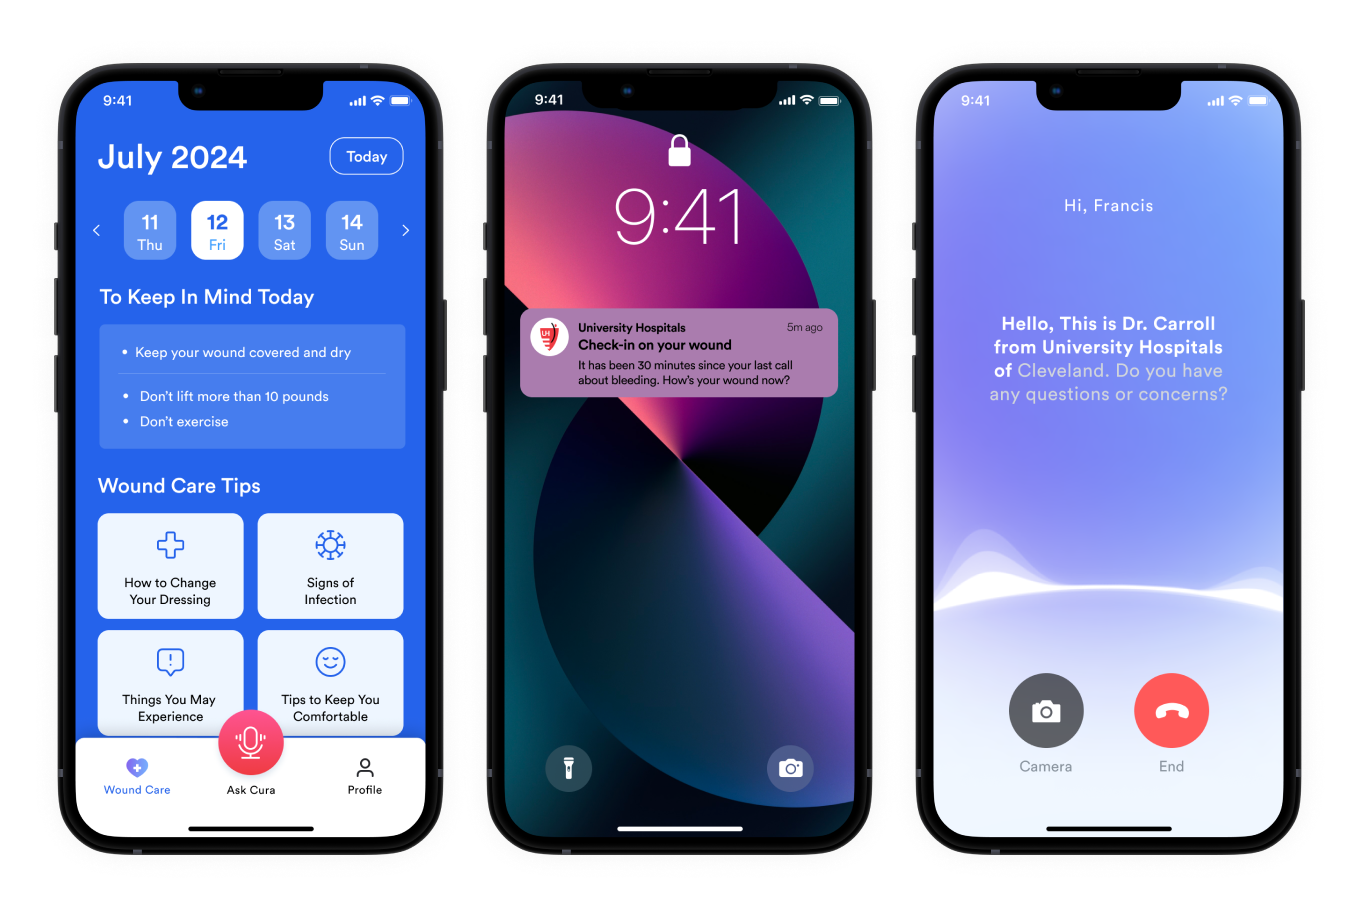 9:41
July 2024
Today
11
Thu
12
Fri
13
Sat
14
Sun
To Keep In Mind Today
• Keep your wound covered and dry
• Don't lift more than 10 pounds
• Don't exercise
Wound Care Tips
How to Change
Your Dressing
Signs of
Infection
Things You May
Experience
Tips to Keep You
Comfortable
Wound Care
Ask Cura
Profile
9:41
9:41
UH
University Hospitals
5m ago
Check-in on your wound
It has been 30 minutes since your last call
about bleeding. How's your wound now?
9:41
Hi, Francis
Hello, This is Dr. Carroll
from University Hospitals
of Cleveland. Do you have
any questions or concerns?
Camera
End